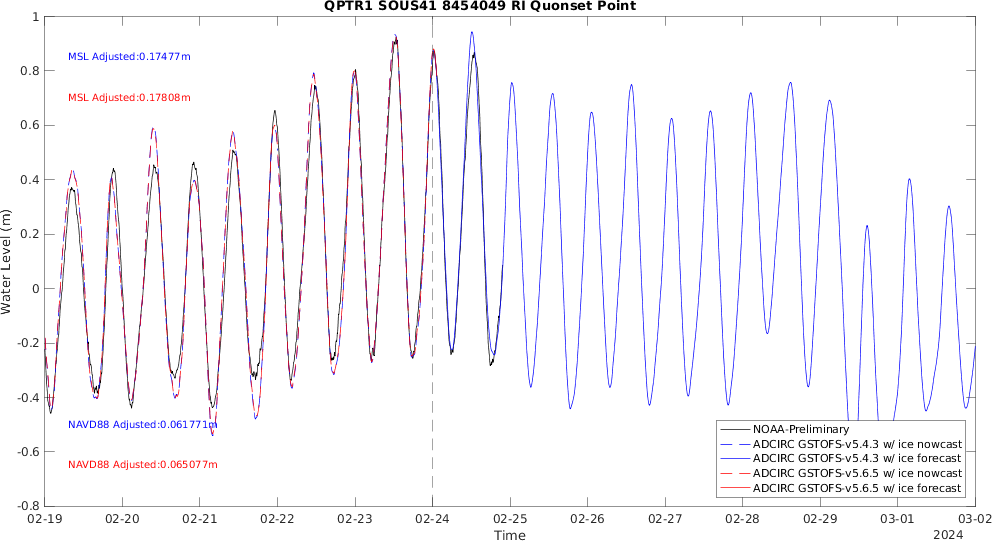 QPTR1 SOUS41 8454049 RI Quonset Point
1
0.8
0.6
0.4
0.2
0
-0.2
-0.4
-0.6
-0.8
Water Level (m)
MSL Adjusted:0.17477m
MSL Adjusted:0.17808m
NAVD88 Adjusted:0.061771m
NAVD88 Adjusted:0.065077m
NOAA-Preliminary
ADCIRC GSTOFS-v5.4.3 w/ ice nowcast
ADCIRC GSTOFS-v5.4.3 w/ ice forecast
ADCIRC GSTOFS-v5.6.5 w/ ice nowcast
ADCIRC GSTOFS-v5.6.5 w/ ice forecast
02-19 02-20 02-21 02-22 02-23 02-24 02-25 02-26 02-27 02-28 02-29 03-01 03-02
Time
2024